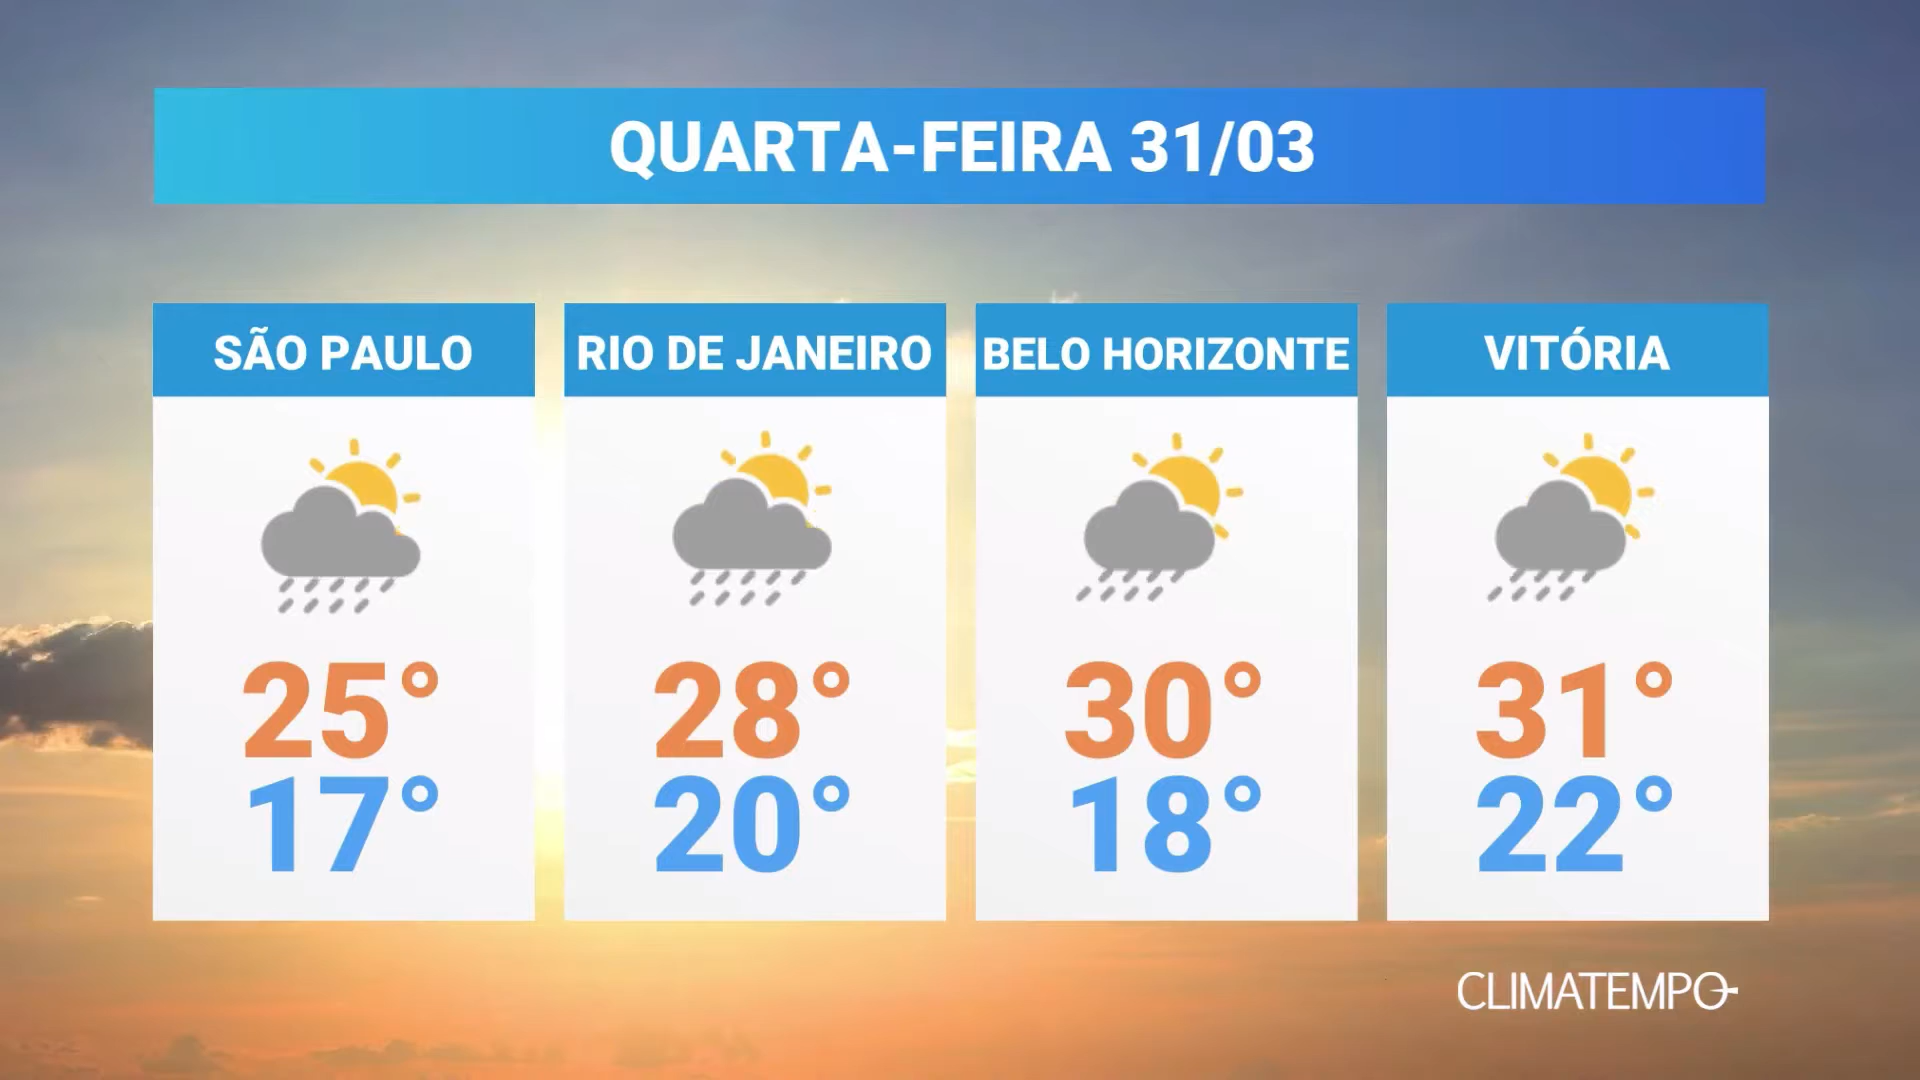 QUARTA-FEIRA 31/03
SÃO PAULO
25°
17°
RIO DE JANEIRO
28°
20°
BELO HORIZONTE
30°
18°
VITÓRIA
31°
22°
CLIMATEMPO